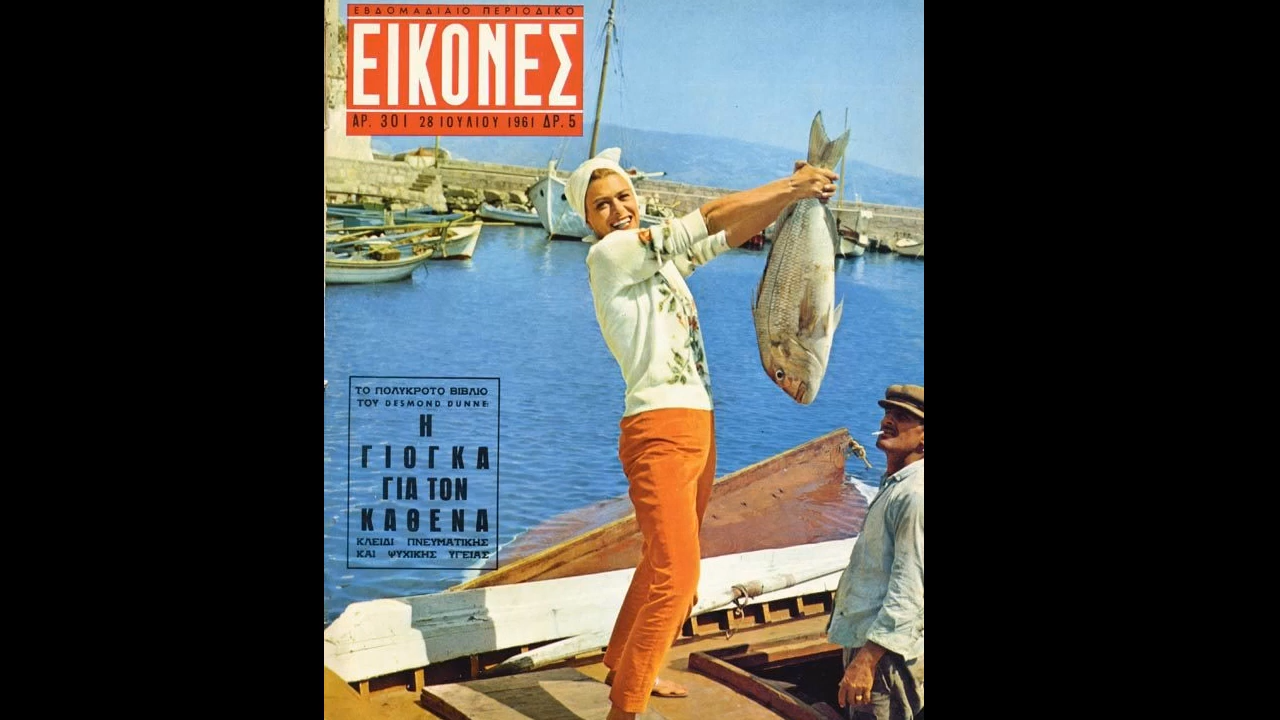 ΕΒΔΟΜΑΔΙΑΙΟ ΠΕΡΙΟΔΙΚΟ
ΕΙΚΟΝΕΣ
ΑΡ. 301 28 ΙΟΥΛΙΟΥ 1961 ΔΡ. 5
ΤΟ ΠΟΛΥΚΡΟΤΟ ΒΙΒΛΙΟ
ΤΟΥ DESMOND DUNNE:
Η
ΓΙΟΓΚΑ
ΓΙΑ ΤΟΝ
ΚΑΘΕΝΑ
ΚΛΕΙΔΙ ΠΝΕΥΜΑΤΙΚΗΣ
ΚΑΙ ΨΥΧΙΚΗΣ ΥΓΕΙΑΣ